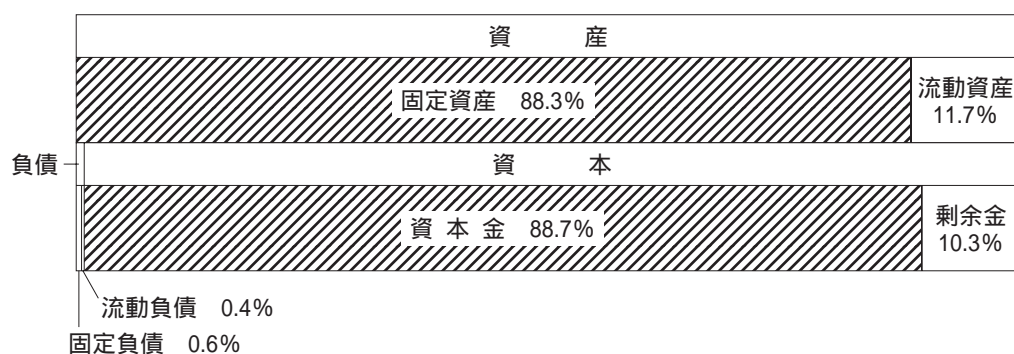 資　産
固定資産　88.3%
流動資産
11.7%
負債
資　本
資 本 金　88.7%
剰余金
10.3%
流動負債　0.4%
固定負債　0.6%